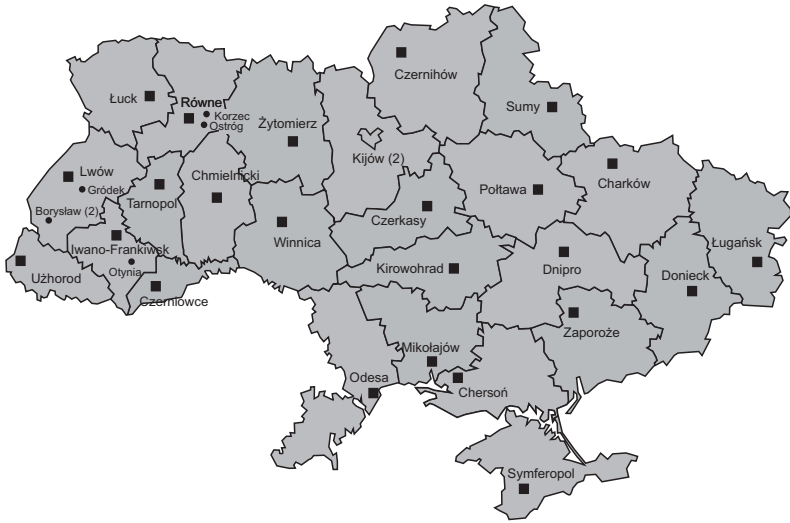 Czernihów
Sumy
Łuck
Równe
Korzec
Ostróg
Żytomierz
Kijów (2)
Lwów
Gródek
Chmielnicki
Tarnopol
Połtawa
Charków
Borysław (2)
Czerkasy
Winnica
Iwano-Frankiwsk
Ługańsk
Użhorod
Otynia
Kirowohrad
Dnipro
Donieck
Czerniowce
Zaporoże
Mikołajów
Odesa
Chersoń
Symferopol